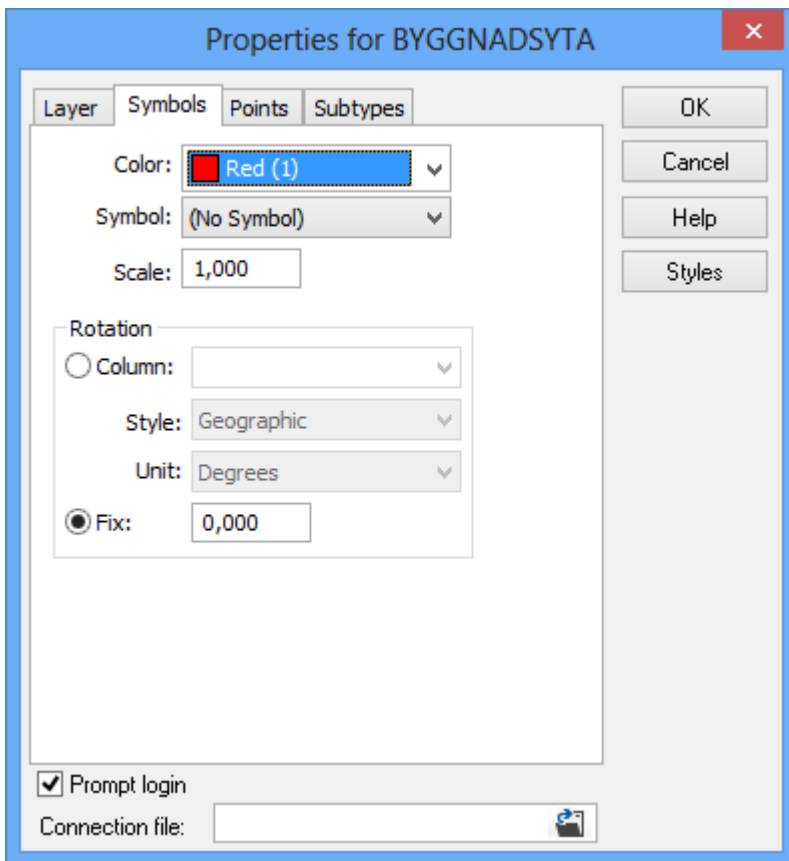 Properties for BYGGNADSYTA
Layer Symbols Points Subtypes
OK
Color: Red (1)
Cancel
Symbol: (No Symbol)
Help
Scale: 1,000
Styles
Rotation
Column:
Style: Geographic
Unit: Degrees
Fix: 0,000
Prompt login
Connection file: